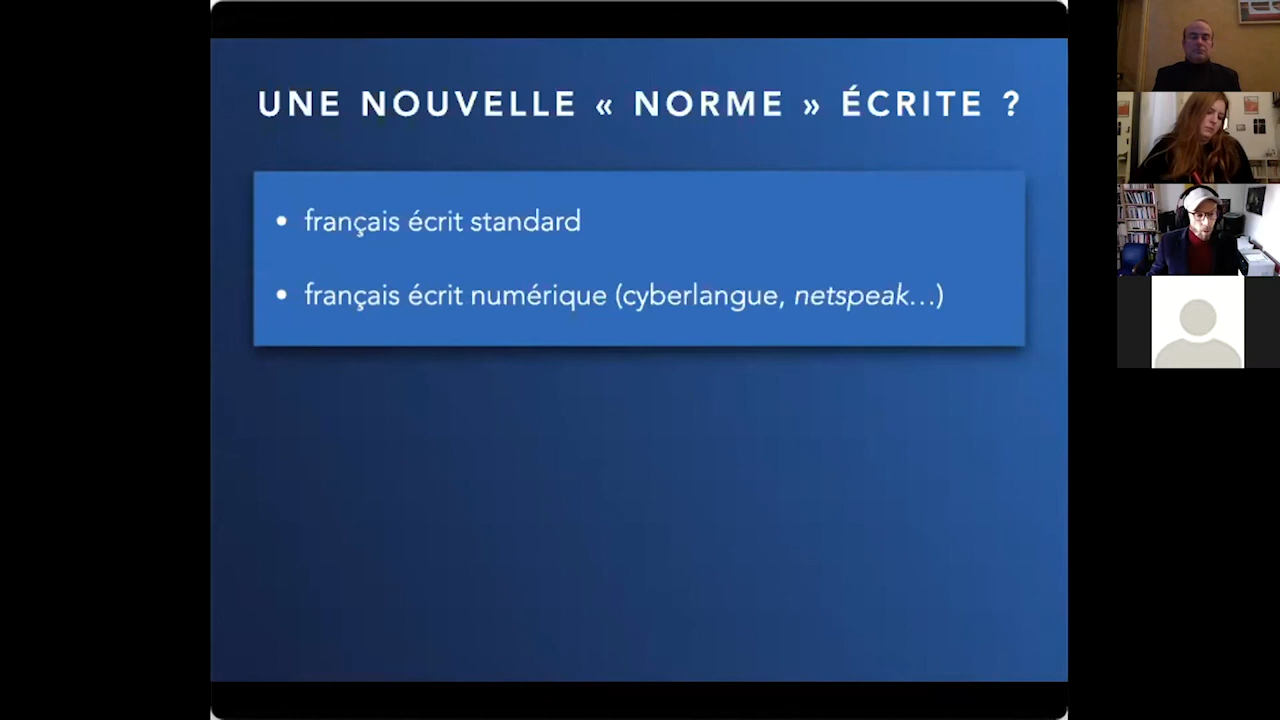 UNE NOUVELLE « NORME » ÉCRITE ?
• français écrit standard
• français écrit numérique (cyberlangue, netspeak…)